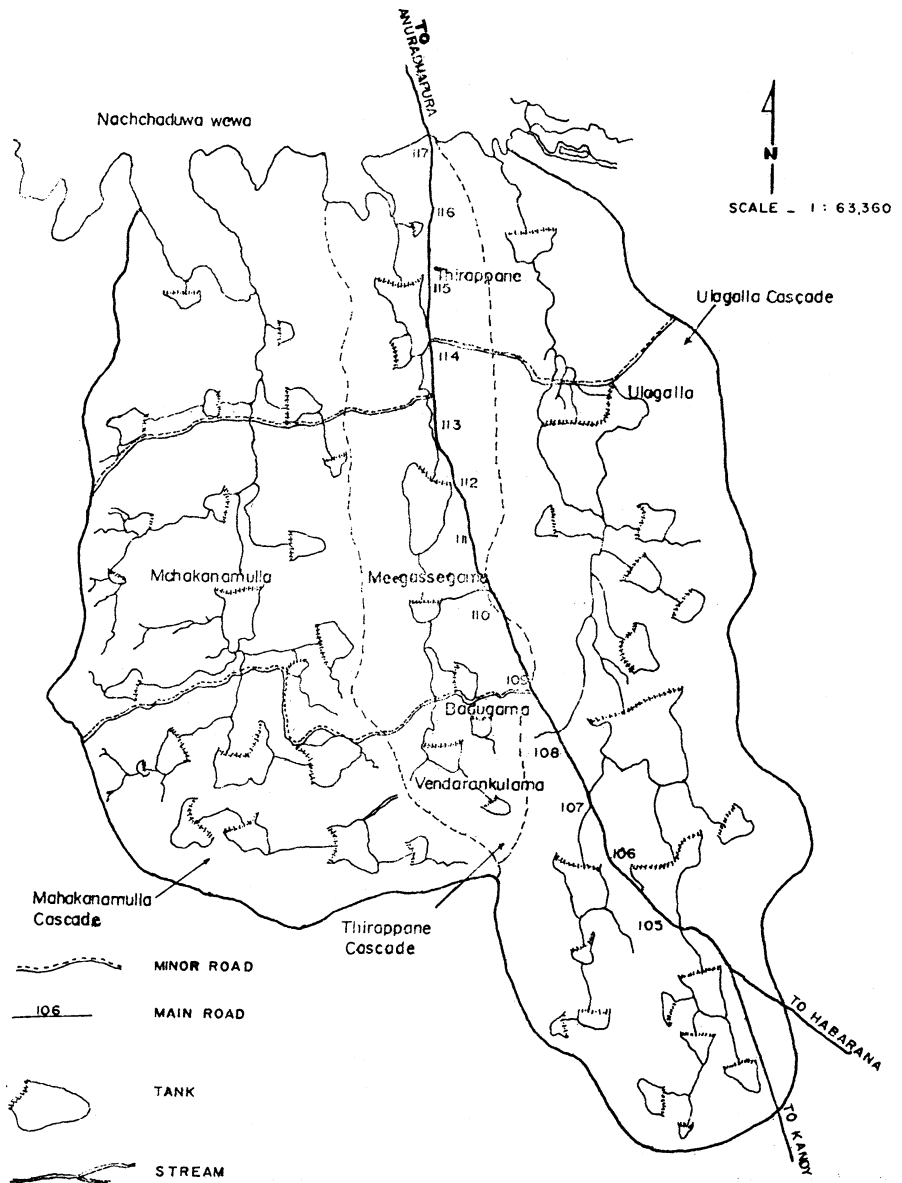 TO
ANURADHAPURA
Nachchaduwa wewa
N
SCALE _ 1 : 63,360
117
116
Thirappane
115
Ulagalla Cascade
114
Ulagalla
113
112
111
Mahakanamulla
Meegassegama
110
109
Badugama
108
Vendarankulama
107
106
105
Mahakanamulla
Cascade
Thirappane
Cascade
MINOR ROAD
106
MAIN ROAD
TO HABARANA
TANK
TO KANDY
STREAM